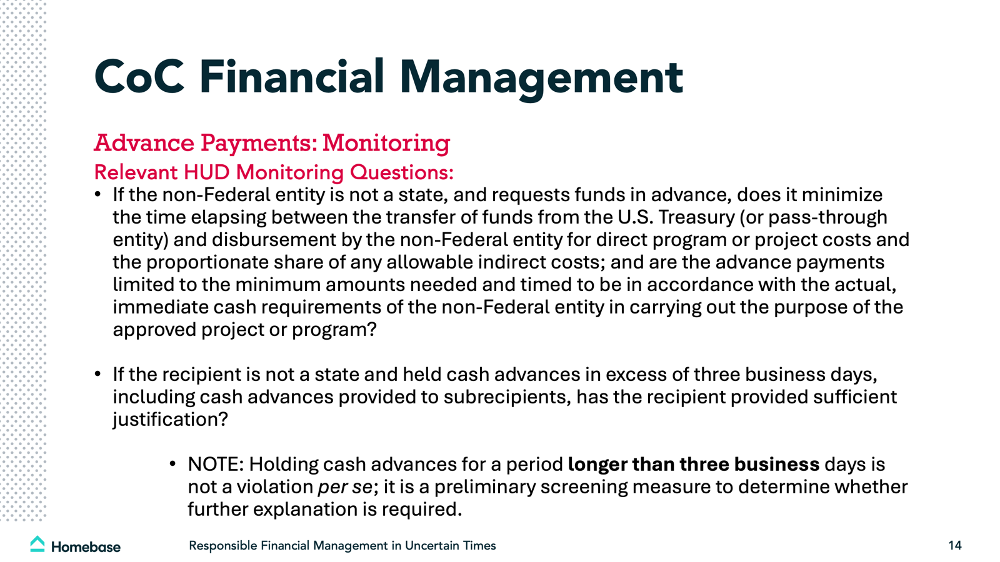 CoC Financial Management
Advance Payments: Monitoring
Relevant HUD Monitoring Questions:
• If the non-Federal entity is not a state, and requests funds in advance, does it minimize
the time elapsing between the transfer of funds from the U.S. Treasury (or pass-through
entity) and disbursement by the non-Federal entity for direct program or project costs and
the proportionate share of any allowable indirect costs; and are the advance payments
limited to the minimum amounts needed and timed to be in accordance with the actual,
immediate cash requirements of the non-Federal entity in carrying out the purpose of the
approved project or program?
• If the recipient is not a state and held cash advances in excess of three business days,
including cash advances provided to subrecipients, has the recipient provided sufficient
justification?
• NOTE: Holding cash advances for a period longer than three business days is
not a violation per se; it is a preliminary screening measure to determine whether
further explanation is required.
Homebase
Responsible Financial Management in Uncertain Times
14